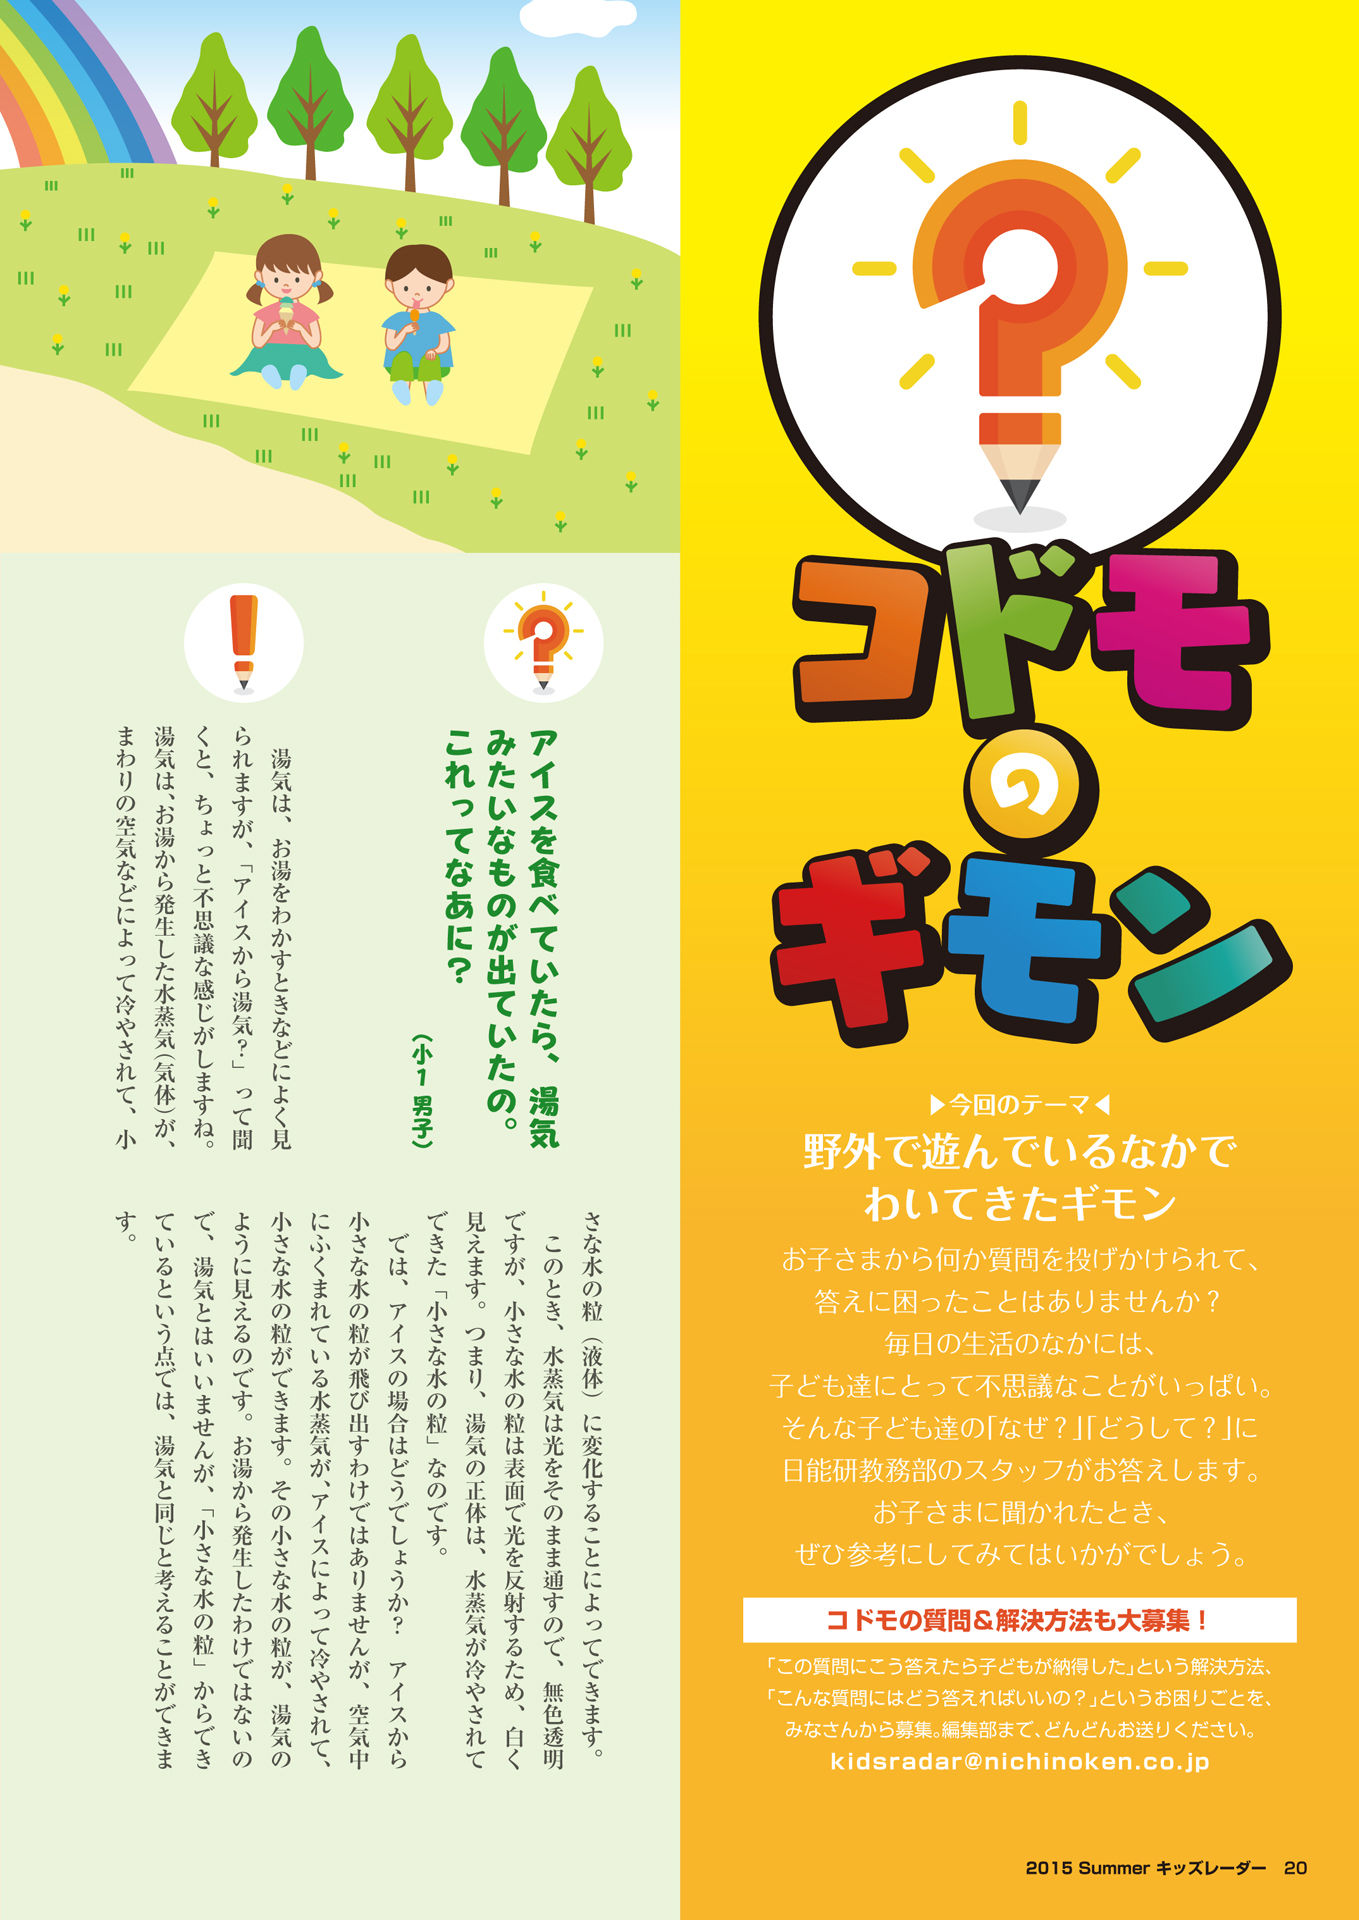 コドモ
の
ギモン
▶今回のテーマ◀
野外で遊んでいるなかで
わいてきたギモン
お子さまから何か質問を投げかけられて、
答えに困ったことはありませんか？
毎日の生活のなかには、
子ども達にとって不思議なことがいっぱい。
そんな子ども達の「なぜ？」「どうして？」に
日能研教務部のスタッフがお答えします。
お子さまに聞かれたとき、
ぜひ参考にしてみてはいかがでしょう。
コドモの質問＆解決方法も大募集！
「この質問にこう答えたら子どもが納得した」という解決方法、
「こんな質問にはどう答えればいいの？」というお困りごとを、
みなさんから募集。編集部まで、どんどんお送りください。
kidsradar@nichinoken.co.jp
アイスを食べていたら、湯気
みたいなものが出ていたの。
これってなあに？
（小1 男子）
湯気は、お湯をわかすときなどによく見
られますが、「アイスから湯気？」って聞
くと、ちょっと不思議な感じがしますね。
湯気は、お湯から発生した水蒸気（気体）が、
まわりの空気などによって冷やされて、小
さな水の粒（液体）に変化することによってできます。
このとき、水蒸気は光をそのまま通すので、無色透明
ですが、小さな水の粒は表面で光を反射するため、白く
見えます。つまり、湯気の正体は、水蒸気が冷やされて
できた「小さな水の粒」なのです。
では、アイスの場合はどうでしょうか？　アイスから
小さな水の粒が飛び出すわけではありませんが、空気中
にふくまれている水蒸気が、アイスによって冷やされて、
小さな水の粒ができます。その小さな水の粒が、湯気の
ように見えるのです。お湯から発生したわけではないの
で、湯気とはいいませんが、「小さな水の粒」からでき
ているという点では、湯気と同じと考えることができま
す。
2015 Summer キッズレーダー 20